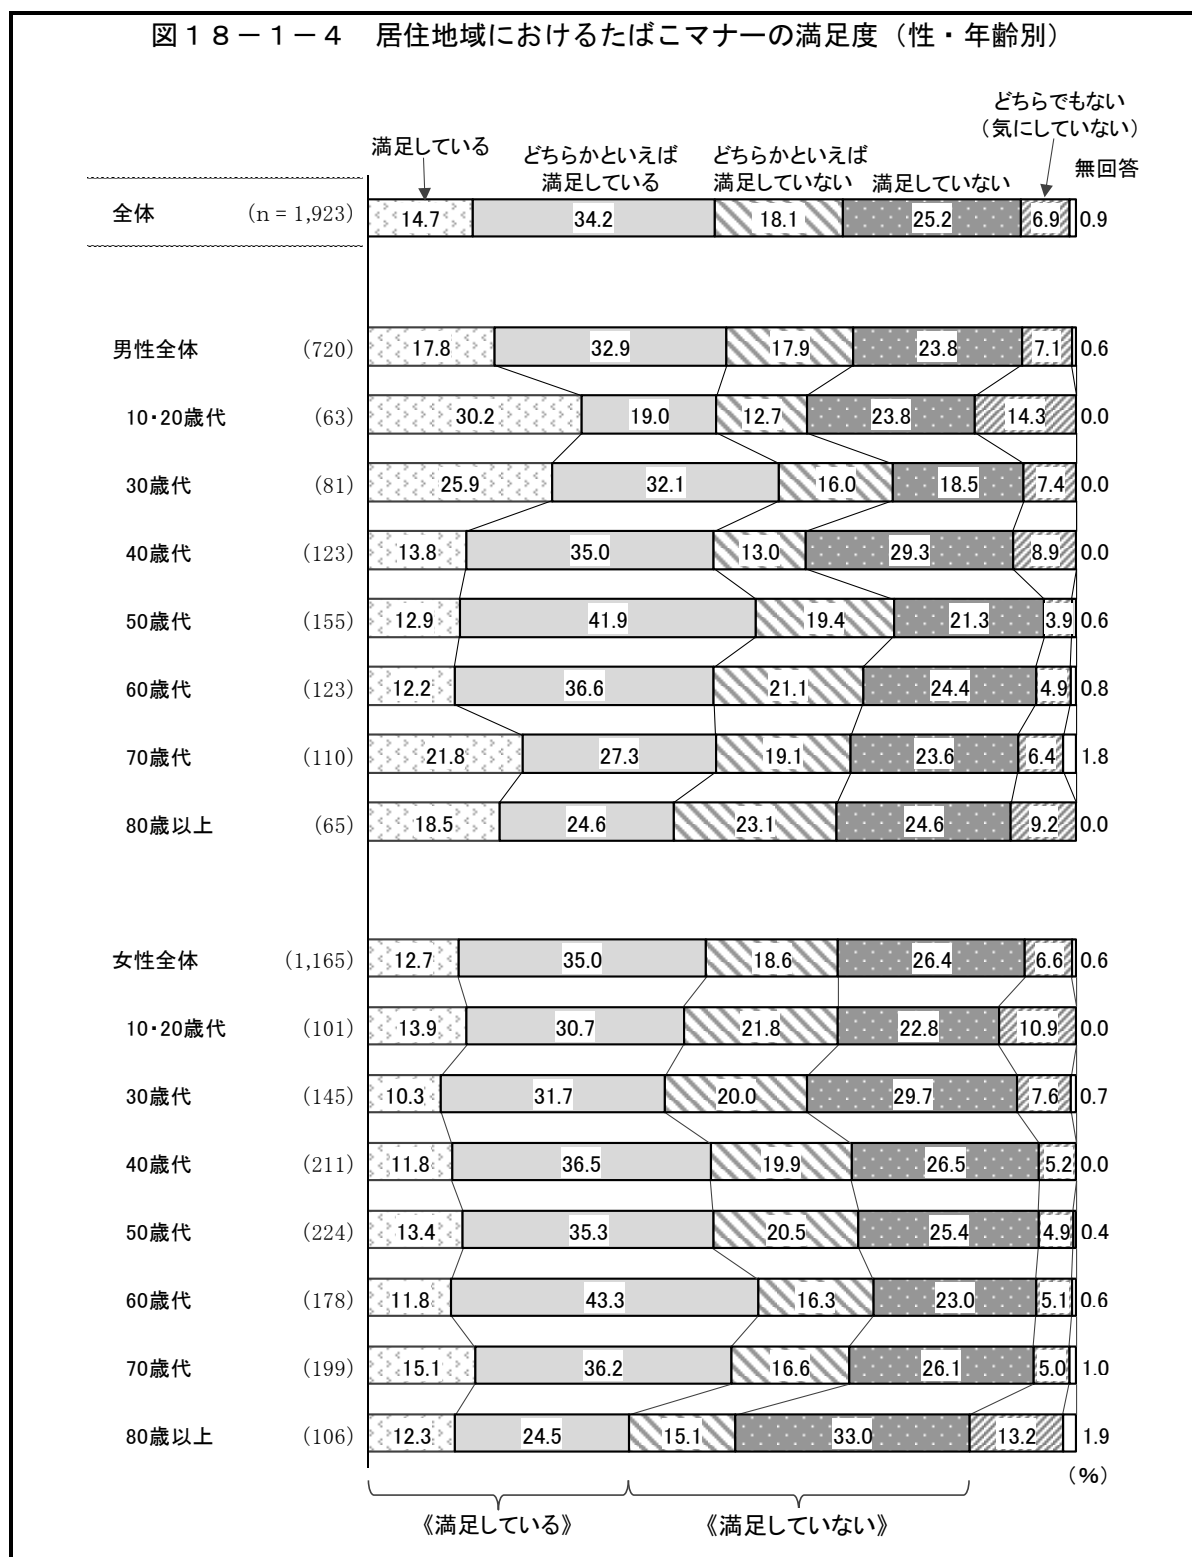 図１８－１－４　居住地域におけるたばこマナーの満足度（性・年齢別）
どちらでもない
（気にしていない）
満足している
どちらかといえば
満足している
どちらかといえば
満足していない
満足していない
無回答
全体 (n = 1,923) 14.7 34.2 18.1 25.2 6.9 0.9
男性全体 (720) 17.8 32.9 17.9 23.8 7.1 0.6
10・20歳代 (63) 30.2 19.0 12.7 23.8 14.3 0.0
30歳代 (81) 25.9 32.1 16.0 18.5 7.4 0.0
40歳代 (123) 13.8 35.0 13.0 29.3 8.9 0.0
50歳代 (155) 12.9 41.9 19.4 21.3 3.9 0.6
60歳代 (123) 12.2 36.6 21.1 24.4 4.9 0.8
70歳代 (110) 21.8 27.3 19.1 23.6 6.4 1.8
80歳以上 (65) 18.5 24.6 23.1 24.6 9.2 0.0
女性全体 (1,165) 12.7 35.0 18.6 26.4 6.6 0.6
10・20歳代 (101) 13.9 30.7 21.8 22.8 10.9 0.0
30歳代 (145) 10.3 31.7 20.0 29.7 7.6 0.7
40歳代 (211) 11.8 36.5 19.9 26.5 5.2 0.0
50歳代 (224) 13.4 35.3 20.5 25.4 4.9 0.4
60歳代 (178) 11.8 43.3 16.3 23.0 5.1 0.6
70歳代 (199) 15.1 36.2 16.6 26.1 5.0 1.0
80歳以上 (106) 12.3 24.5 15.1 33.0 13.2 1.9
（％）
《満足している》
《満足していない》